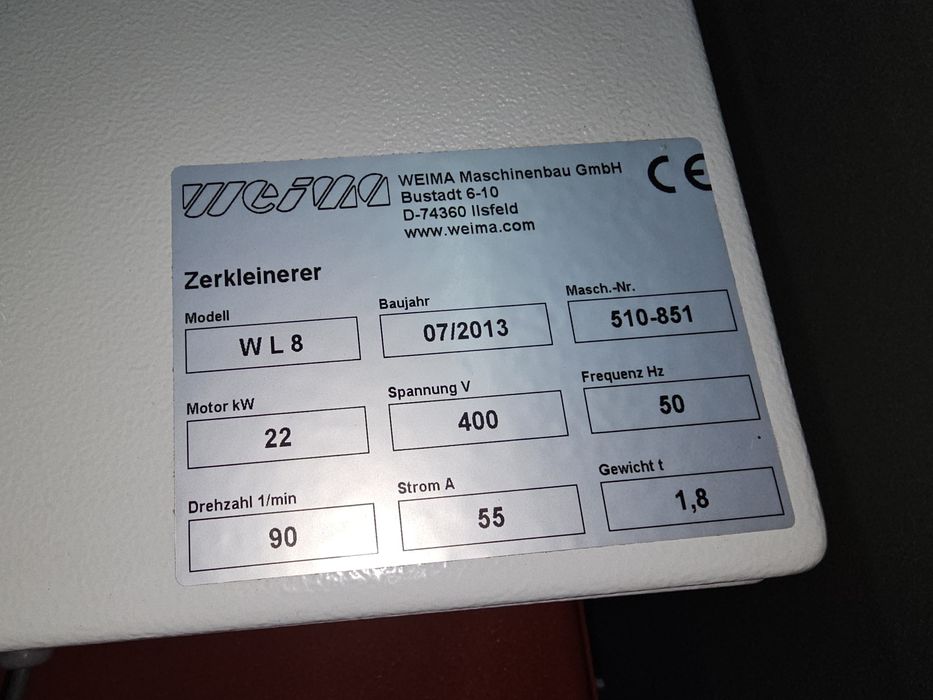 weima
WEIMA Maschinenbau GmbH
Bustadt 6-10
D-74360 Ilsfeld
www.weima.com
CE
Zerkleinerer
Modell
W L 8
Baujahr
07/2013
Masch.-Nr.
510-851
Motor kW
22
Spannung V
400
Frequenz Hz
50
Drehzahl 1/min
90
Strom A
55
Gewicht t
1,8